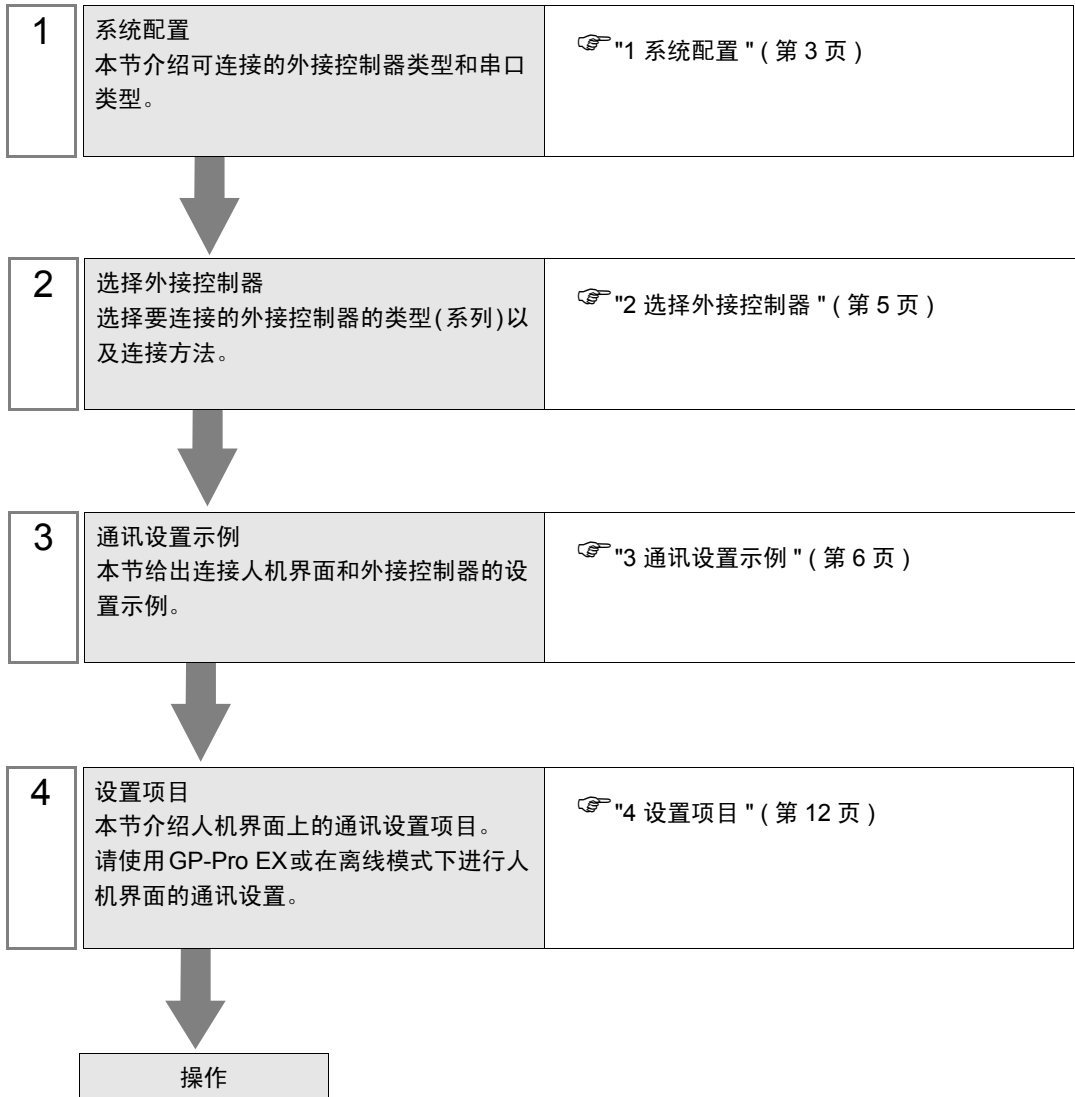 1
系统配置
本节介绍可连接的外接控制器类型和串口
类型。
"1 系统配置 " ( 第 3 页 )
2
选择外接控制器
选择要连接的外接控制器的类型(系列)以
及连接方法。
"2 选择外接控制器 " ( 第 5 页 )
3
通讯设置示例
本节给出连接人机界面和外接控制器的设
置示例。
"3 通讯设置示例 " ( 第 6 页 )
4
设置项目
本节介绍人机界面上的通讯设置项目。
请使用GP-Pro EX或在离线模式下进行人
机界面的通讯设置。
"4 设置项目 " ( 第 12 页 )
操作